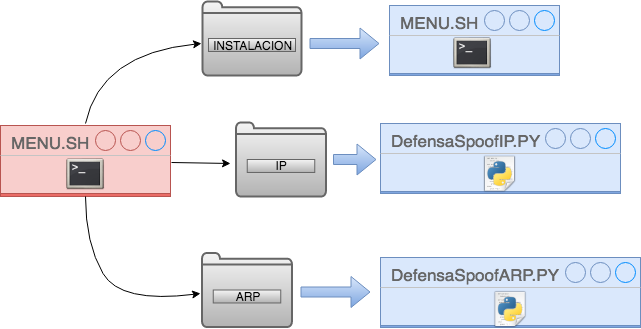 INSTALACION
MENU.SH
>_
MENU.SH
>_
IP
DefensaSpoofIP.PY
ARP
DefensaSpoofARP.PY